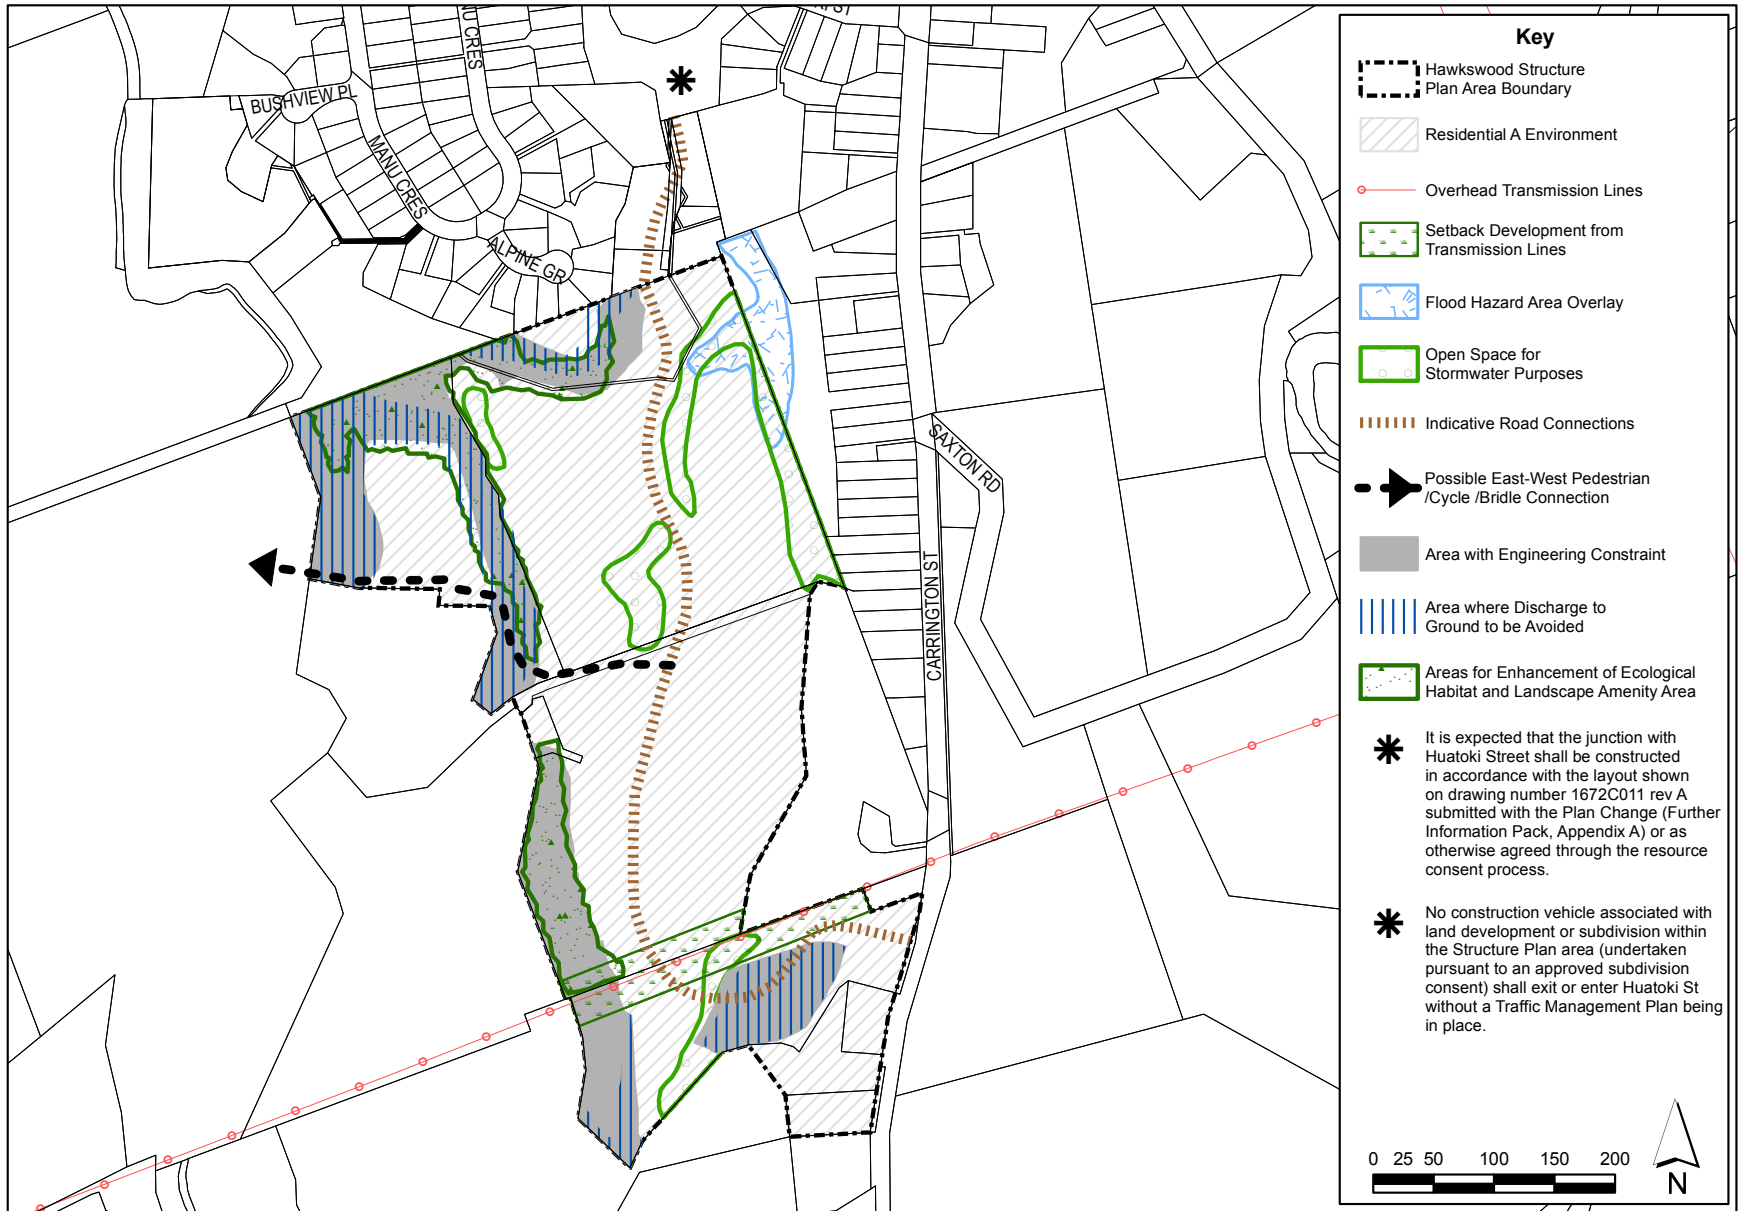 NU CRES
BUSHVIEW PL
MANU CRES
ALPINE GR
SAXTON RD
CARRINGTON ST
Key
Hawkswood Structure
Plan Area Boundary
Residential A Environment
Overhead Transmission Lines
Setback Development from
Transmission Lines
Flood Hazard Area Overlay
Open Space for
Stormwater Purposes
Indicative Road Connections
Possible East-West Pedestrian
/Cycle /Bridle Connection
Area with Engineering Constraint
Area where Discharge to
Ground to be Avoided
Areas for Enhancement of Ecological
Habitat and Landscape Amenity Area
It is expected that the junction with
Huatoki Street shall be constructed
in accordance with the layout shown
on drawing number 1672C011 rev A
submitted with the Plan Change (Further
Information Pack, Appendix A) or as
otherwise agreed through the resource
consent process.
No construction vehicle associated with
land development or subdivision within
the Structure Plan area (undertaken
pursuant to an approved subdivision
consent) shall exit or enter Huatoki St
without a Traffic Management Plan being
in place.
0 25 50 100 150 200
N